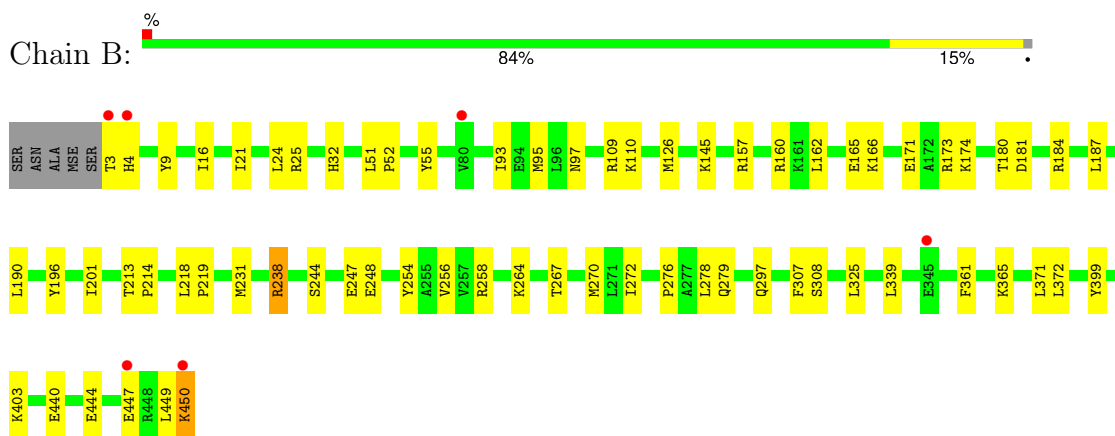 %
Chain B:
84% 15% •
SER ASN ALA MSE SER T3 H4 Y9 I16 I21 L24 R25 H32 L51 P52 Y55 V80 I93 E94 M95 L96 N97 R109 K110 M126 K145 R157 R160 K161 L162 E165 K166 E171 A172 R173 K174 T180 D181 R184 L187
L190 Y196 I201 T213 P214 L218 P219 M231 R238 S244 E247 E248 Y254 A255 V256 V257 R258 K264 T267 M270 L271 I272 P276 A277 L278 Q279 Q297 F307 S308 L325 L339 E345 F361 K365 L371 L372 Y399
K403 E440 E444 E447 R448 L449 K450